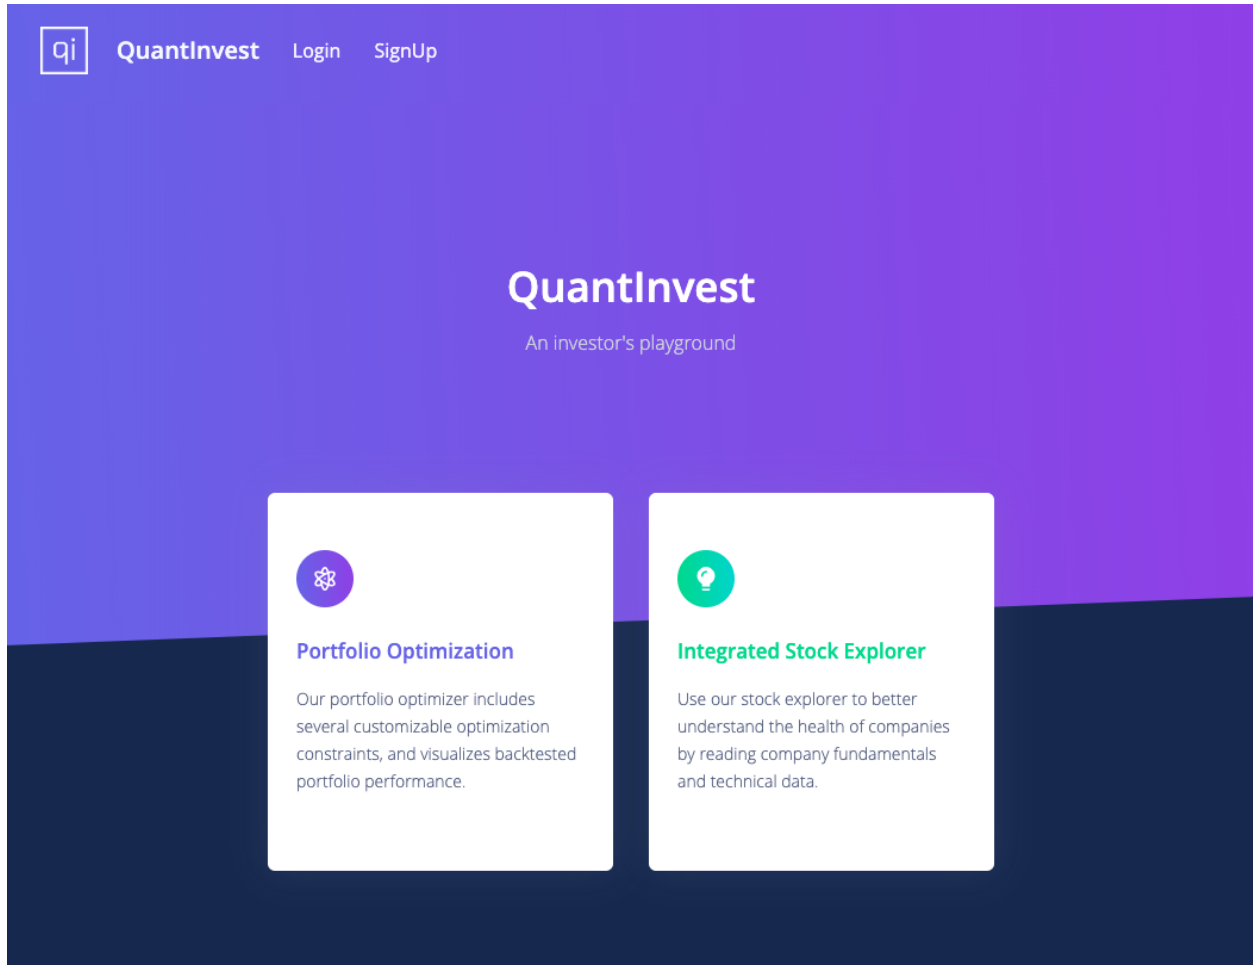 qi QuantInvest Login SignUp
QuantInvest
An investor's playground
Portfolio Optimization
Our portfolio optimizer includes
several customizable optimization
constraints, and visualizes backtested
portfolio performance.
Integrated Stock Explorer
Use our stock explorer to better
understand the health of companies
by reading company fundamentals
and technical data.